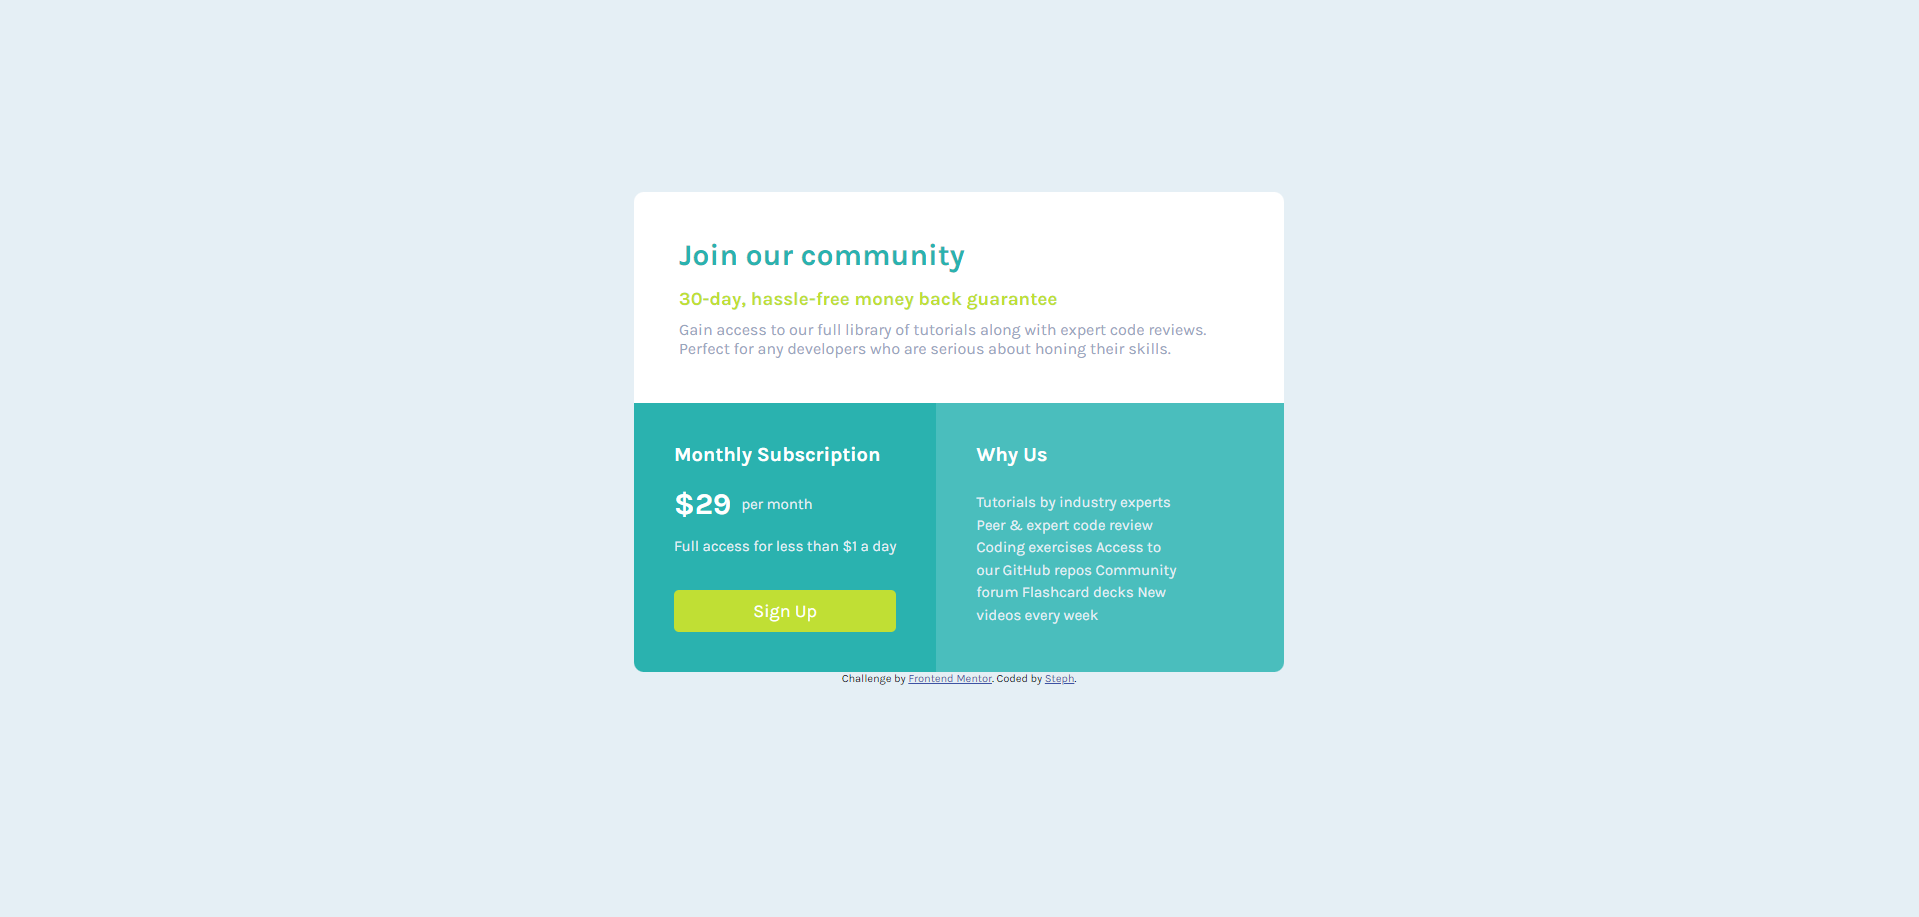 Join our community
30-day, hassle-free money back guarantee
Gain access to our full library of tutorials along with expert code reviews.
Perfect for any developers who are serious about honing their skills.
Monthly Subscription
$29 per month
Full access for less than $1 a day
Sign Up
Why Us
Tutorials by industry experts
Peer & expert code review
Coding exercises Access to
our GitHub repos Community
forum Flashcard decks New
videos every week
Challenge by Frontend Mentor. Coded by Steph.